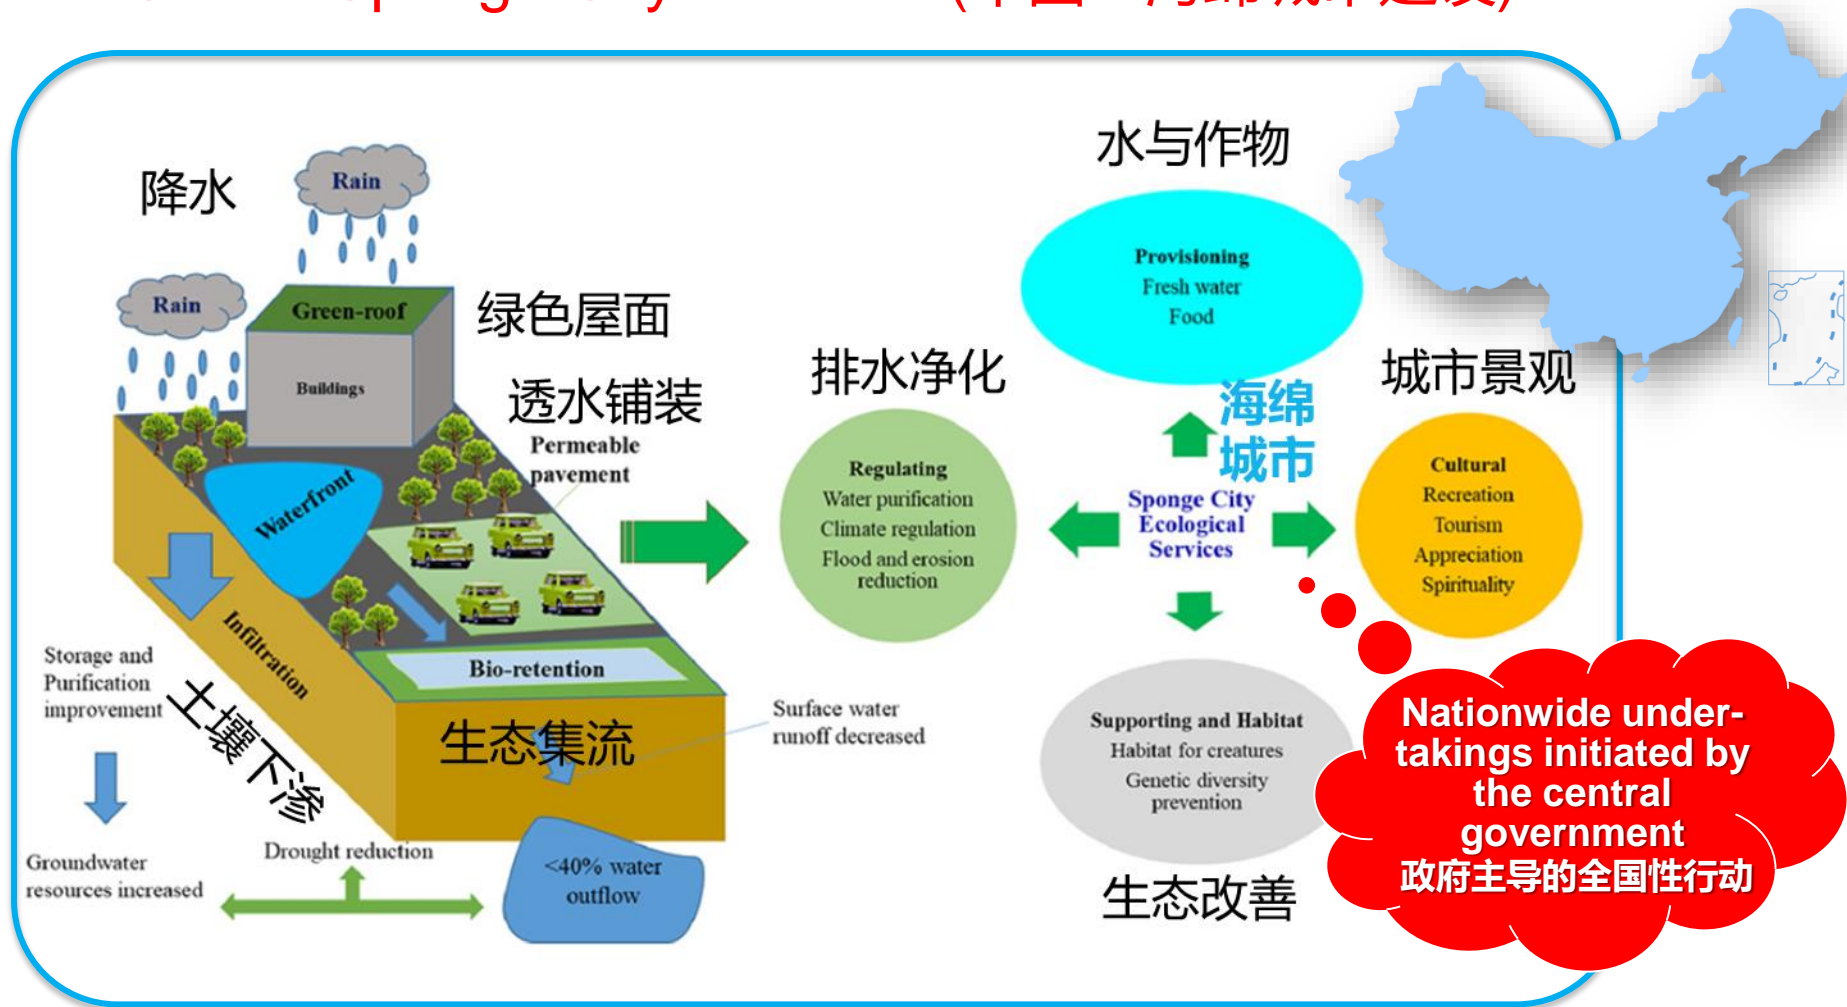 降水
Rain
Rain
Green-roof
绿色屋面
Buildings
透水铺装
Permeable
pavement
Waterfront
Infiltration
Storage and
Purification
improvement
土壤下渗
Bio-retention
生态集流
Surface water
runoff decreased
Groundwater
resources increased
Drought reduction
<40% water
outflow
水与作物
Provisioning
Fresh water
Food
排水净化
Regulating
Water purification
Climate regulation
Flood and erosion
reduction
海绵
城市
Sponge City
Ecological
Services
城市景观
Cultural
Recreation
Tourism
Appreciation
Spirituality
Supporting and Habitat
Habitat for creatures
Genetic diversity
prevention
生态改善
Nationwide under-
takings initiated by
the central
government
政府主导的全国性行动